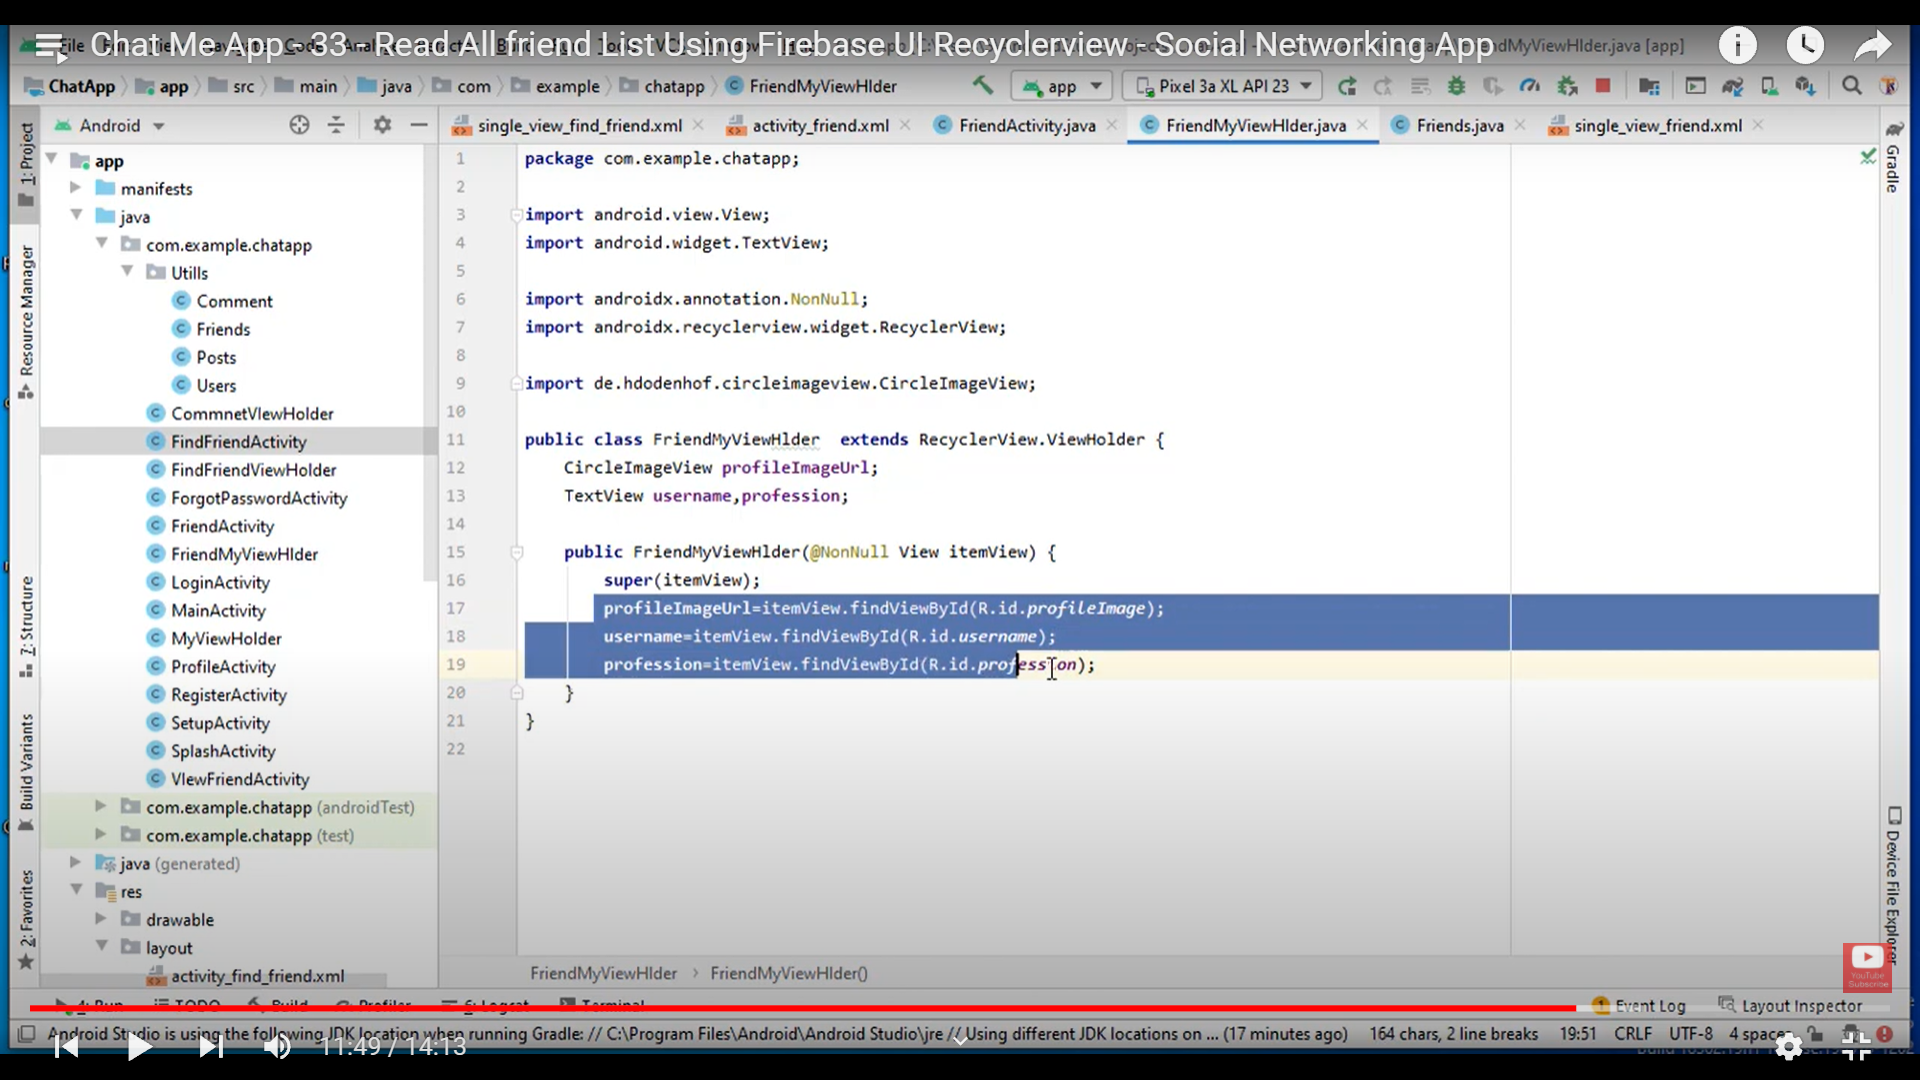 Chat Me App - 33 - Read All friend List Using Firebase UI Recyclerview - Social Networking App
File
FriendMyViewHlder.java [app]
ChatApp app src main java com example chatapp FriendMyViewHlder
app Pixel 3a XL API 23
Android
single_view_find_friend.xml activity_friend.xml FriendActivity.java FriendMyViewHlder.java Friends.java single_view_friend.xml
1: Project
Resource Manager
7: Structure
Build Variants
2: Favorites
app
manifests
java
com.example.chatapp
Utills
Comment
Friends
Posts
Users
CommnetVIewHolder
FindFriendActivity
FindFriendViewHolder
ForgotPasswordActivity
FriendActivity
FriendMyViewHlder
LoginActivity
MainActivity
MyViewHolder
ProfileActivity
RegisterActivity
SetupActivity
SplashActivity
VIewFriendActivity
com.example.chatapp (androidTest)
com.example.chatapp (test)
java (generated)
res
drawable
layout
activity_find_friend.xml
1 package com.example.chatapp;
2
3 import android.view.View;
4 import android.widget.TextView;
5
6 import androidx.annotation.NonNull;
7 import androidx.recyclerview.widget.RecyclerView;
8
9 import de.hdodenhof.circleimageview.CircleImageView;
10
11 public class FriendMyViewHlder extends RecyclerView.ViewHolder {
12 CircleImageView profileImageUrl;
13 TextView username,profession;
14
15 public FriendMyViewHlder(@NonNull View itemView) {
16 super(itemView);
17 profileImageUrl=itemView.findViewById(R.id.profileImage);
18 username=itemView.findViewById(R.id.username);
19 profession=itemView.findViewById(R.id.profession);
20 }
21 }
22
Gradle
Device File Explorer
YouTube
Subscribe
FriendMyViewHlder FriendMyViewHlder()
4: Run TODO Build Profiler 6: Logcat Terminal 1 Event Log Layout Inspector
Android Studio is using the following JDK location when running Gradle: // C:\Program Files\Android\Android Studio\jre // Using different JDK locations on ... (17 minutes ago) 164 chars, 2 line breaks 19:51 CRLF UTF-8 4 spaces
11:49 / 14:13